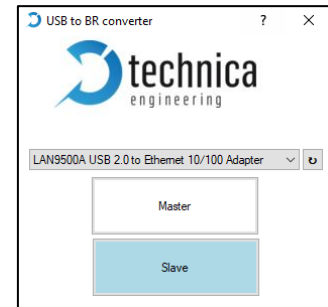 USB to BR converter ? ×
technica
engineering
LAN9500A USB 2.0 to Ethernet 10/100 Adapter ↻
Master
Slave